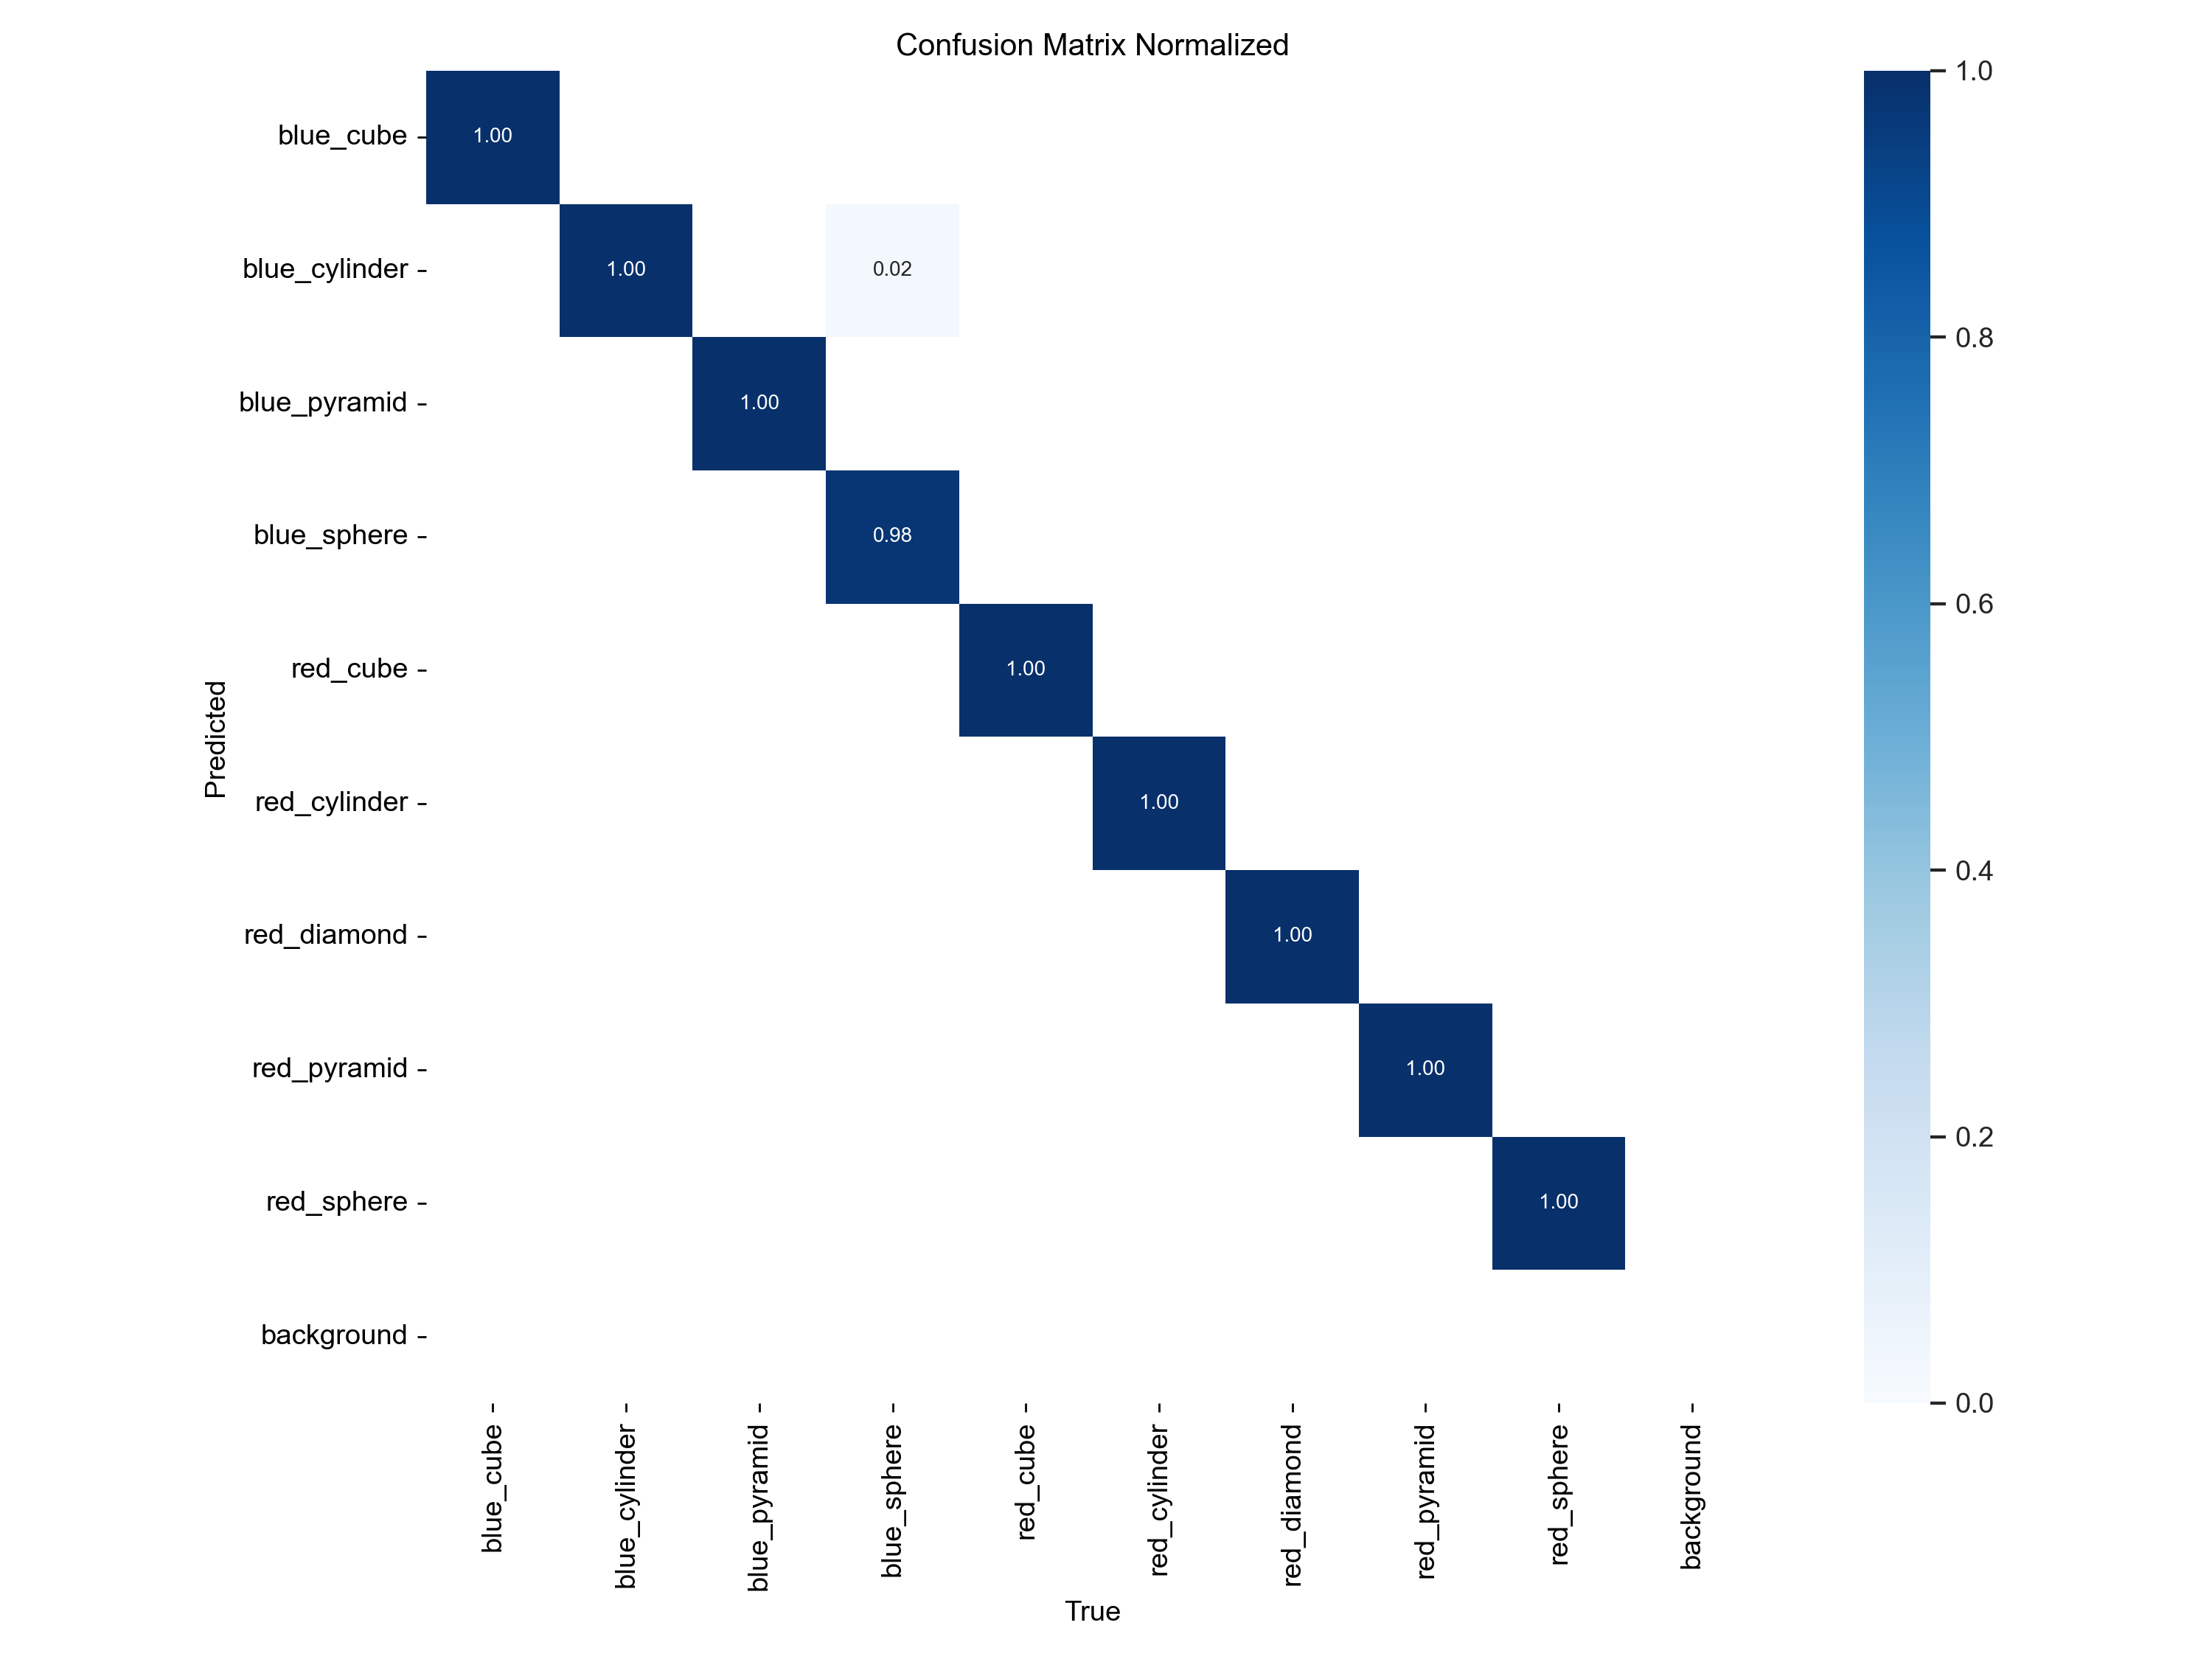 Confusion Matrix Normalized
1.0
blue_cube 1.00
blue_cylinder 1.00 0.02
0.8
blue_pyramid 1.00
blue_sphere 0.98
0.6
red_cube 1.00
Predicted
red_cylinder 1.00
0.4
red_diamond 1.00
red_pyramid 1.00
0.2
red_sphere 1.00
background
0.0
blue_cube
blue_cylinder
blue_pyramid
blue_sphere
red_cube
red_cylinder
red_diamond
red_pyramid
red_sphere
background
True